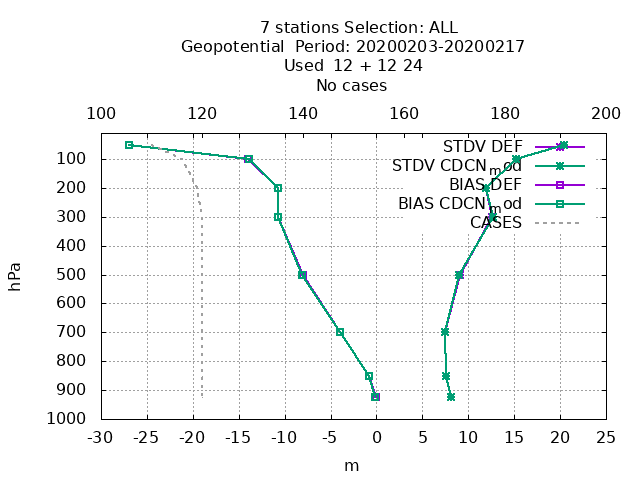 7 stations Selection: ALL
Geopotential  Period: 20200203-20200217
Used  12 + 12 24
No cases
100 120 140 160 180 200
STDV DEF
STDV CDCN_mod
BIAS DEF
BIAS CDCN_mod
CASES
100
200
300
400
500
600
700
800
900
1000
hPa
-30 -25 -20 -15 -10 -5 0 5 10 15 20 25
m